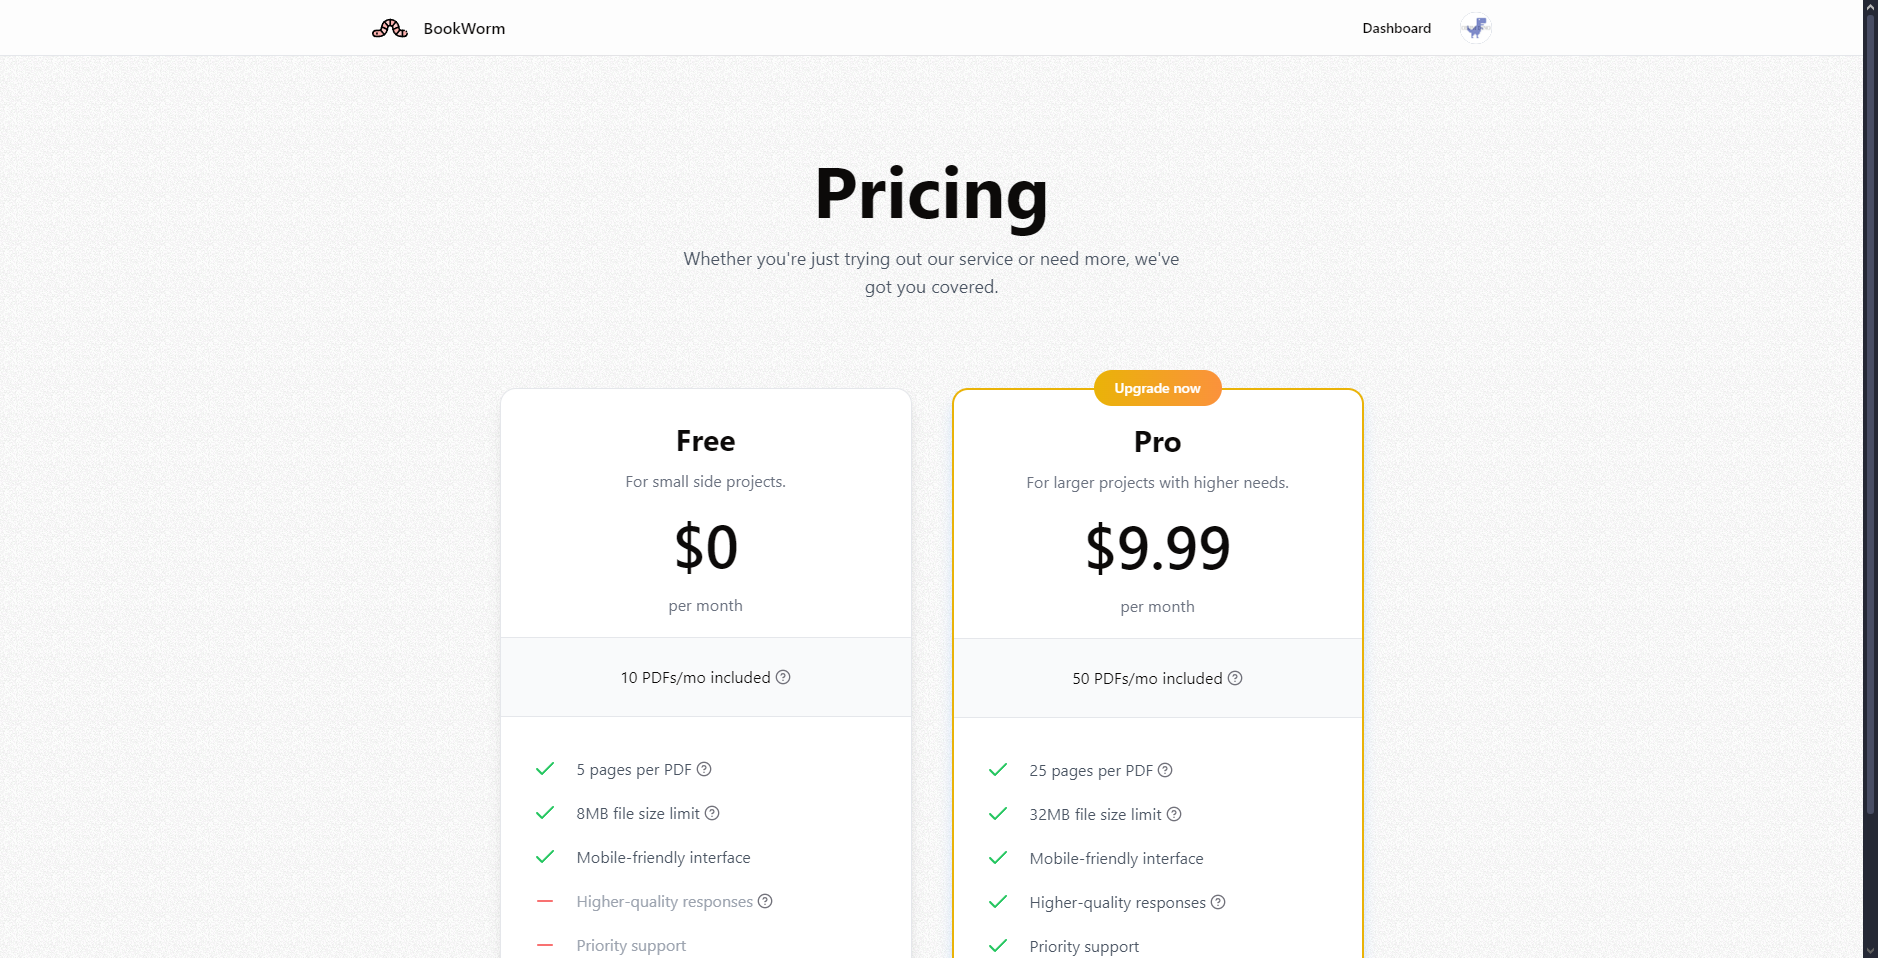 BookWorm
Dashboard
Pricing
Whether you're just trying out our service or need more, we've
got you covered.
Free
For small side projects.
$0
per month
10 PDFs/mo included
5 pages per PDF
8MB file size limit
Mobile-friendly interface
Higher-quality responses
Priority support
Upgrade now
Pro
For larger projects with higher needs.
$9.99
per month
50 PDFs/mo included
25 pages per PDF
32MB file size limit
Mobile-friendly interface
Higher-quality responses
Priority support